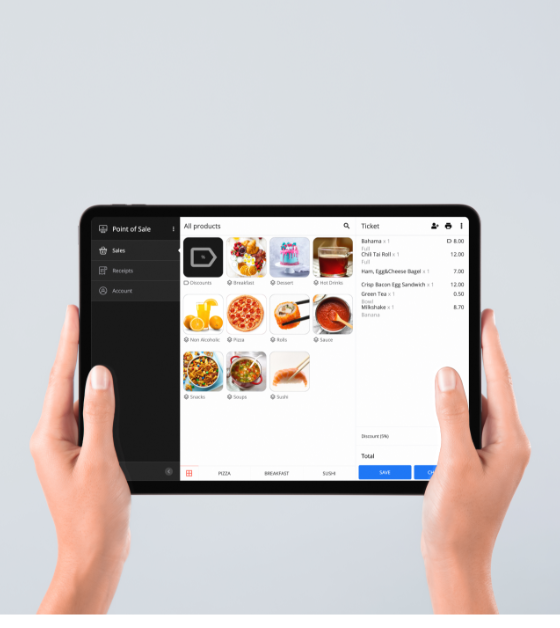 Point of Sale
Sales
Receipts
Account
All products
Discounts
Breakfast
Dessert
Hot Drinks
Non Alcoholic
Pizza
Rolls
Sauce
Snacks
Soups
Sushi
PIZZA
BREAKFAST
SUSHI
Ticket
Bahama x 1 8.00
Full
Chili Tai Roll x 1 12.00
Full
Ham, Egg&Cheese Bagel x 1 7.00
Crisp Bacon Egg Sandwich x 1 12.00
Green Tea x 1 0.50
Bowl
Milkshake x 1 8.70
Banana
Discount (5%)
Total
SAVE
CH